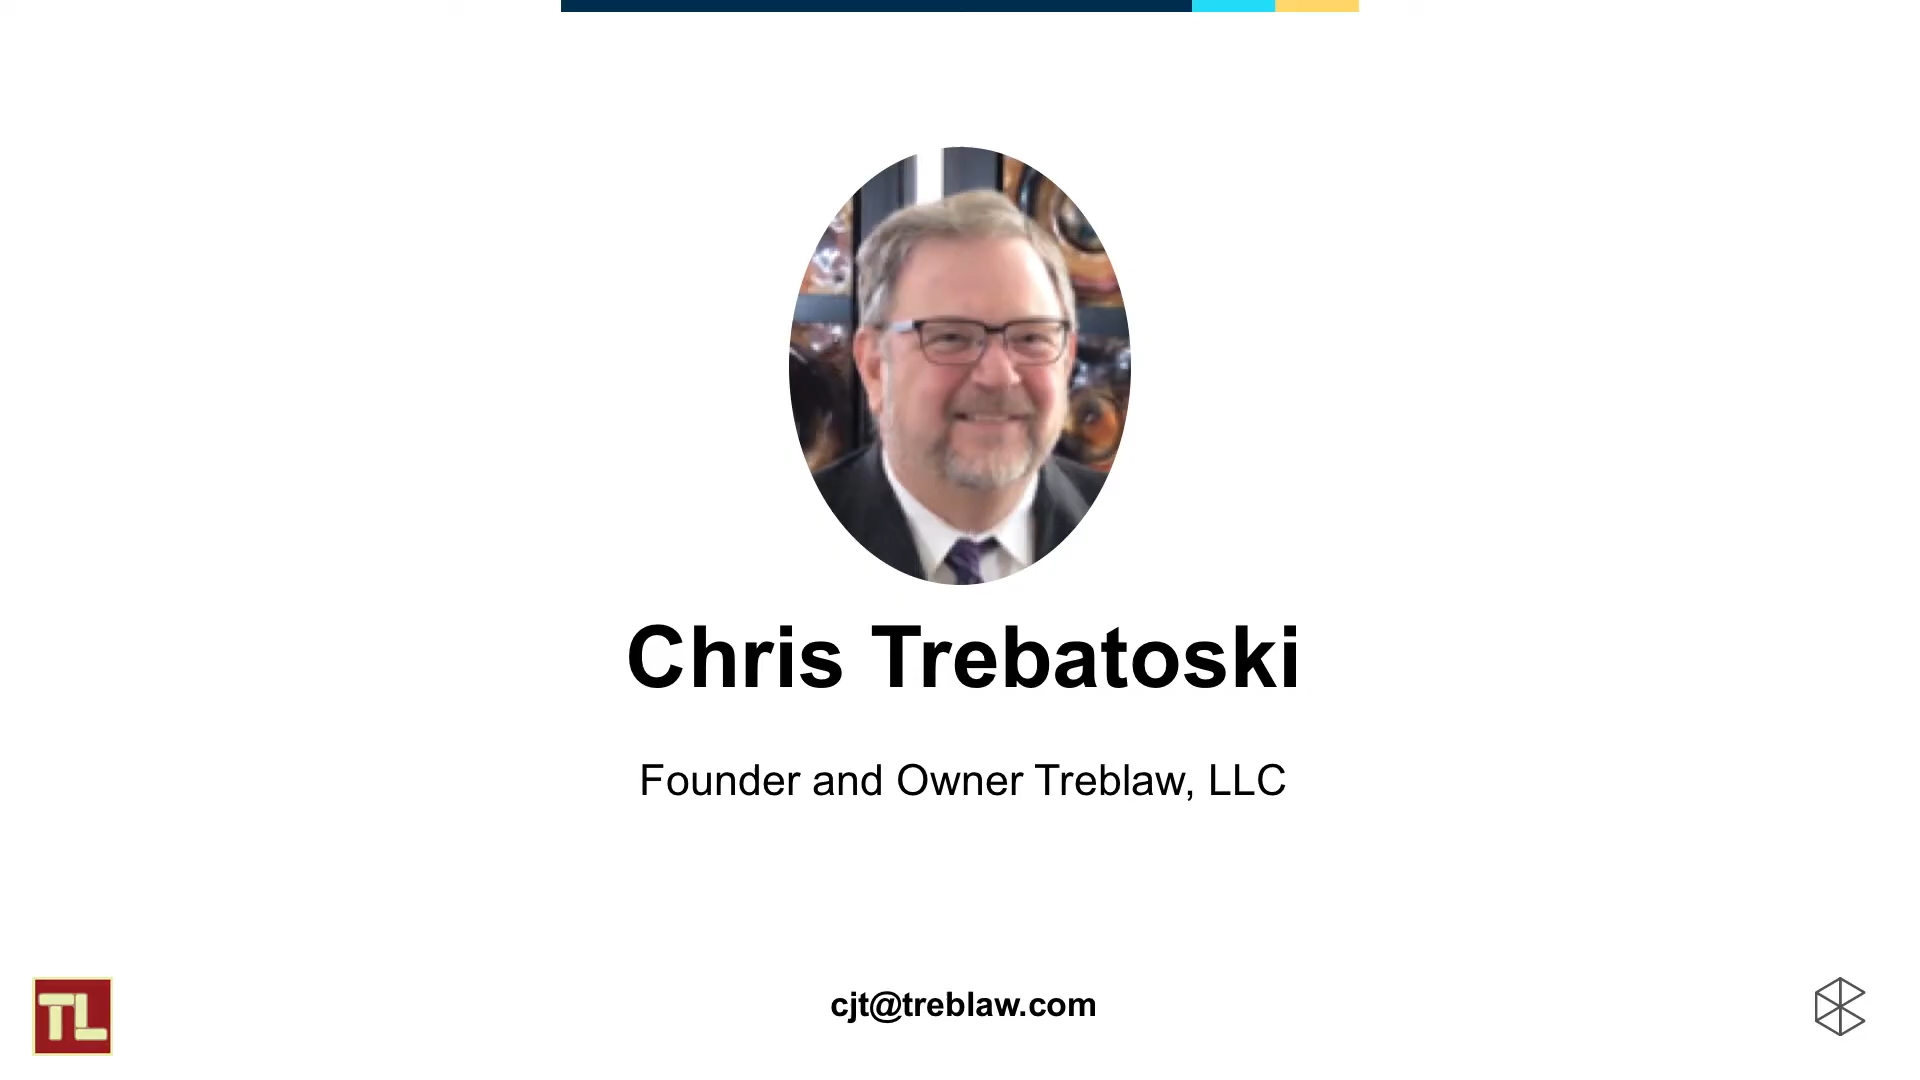 Chris Trebatoski
Founder and Owner Treblaw, LLC
cjt@treblaw.com
TL